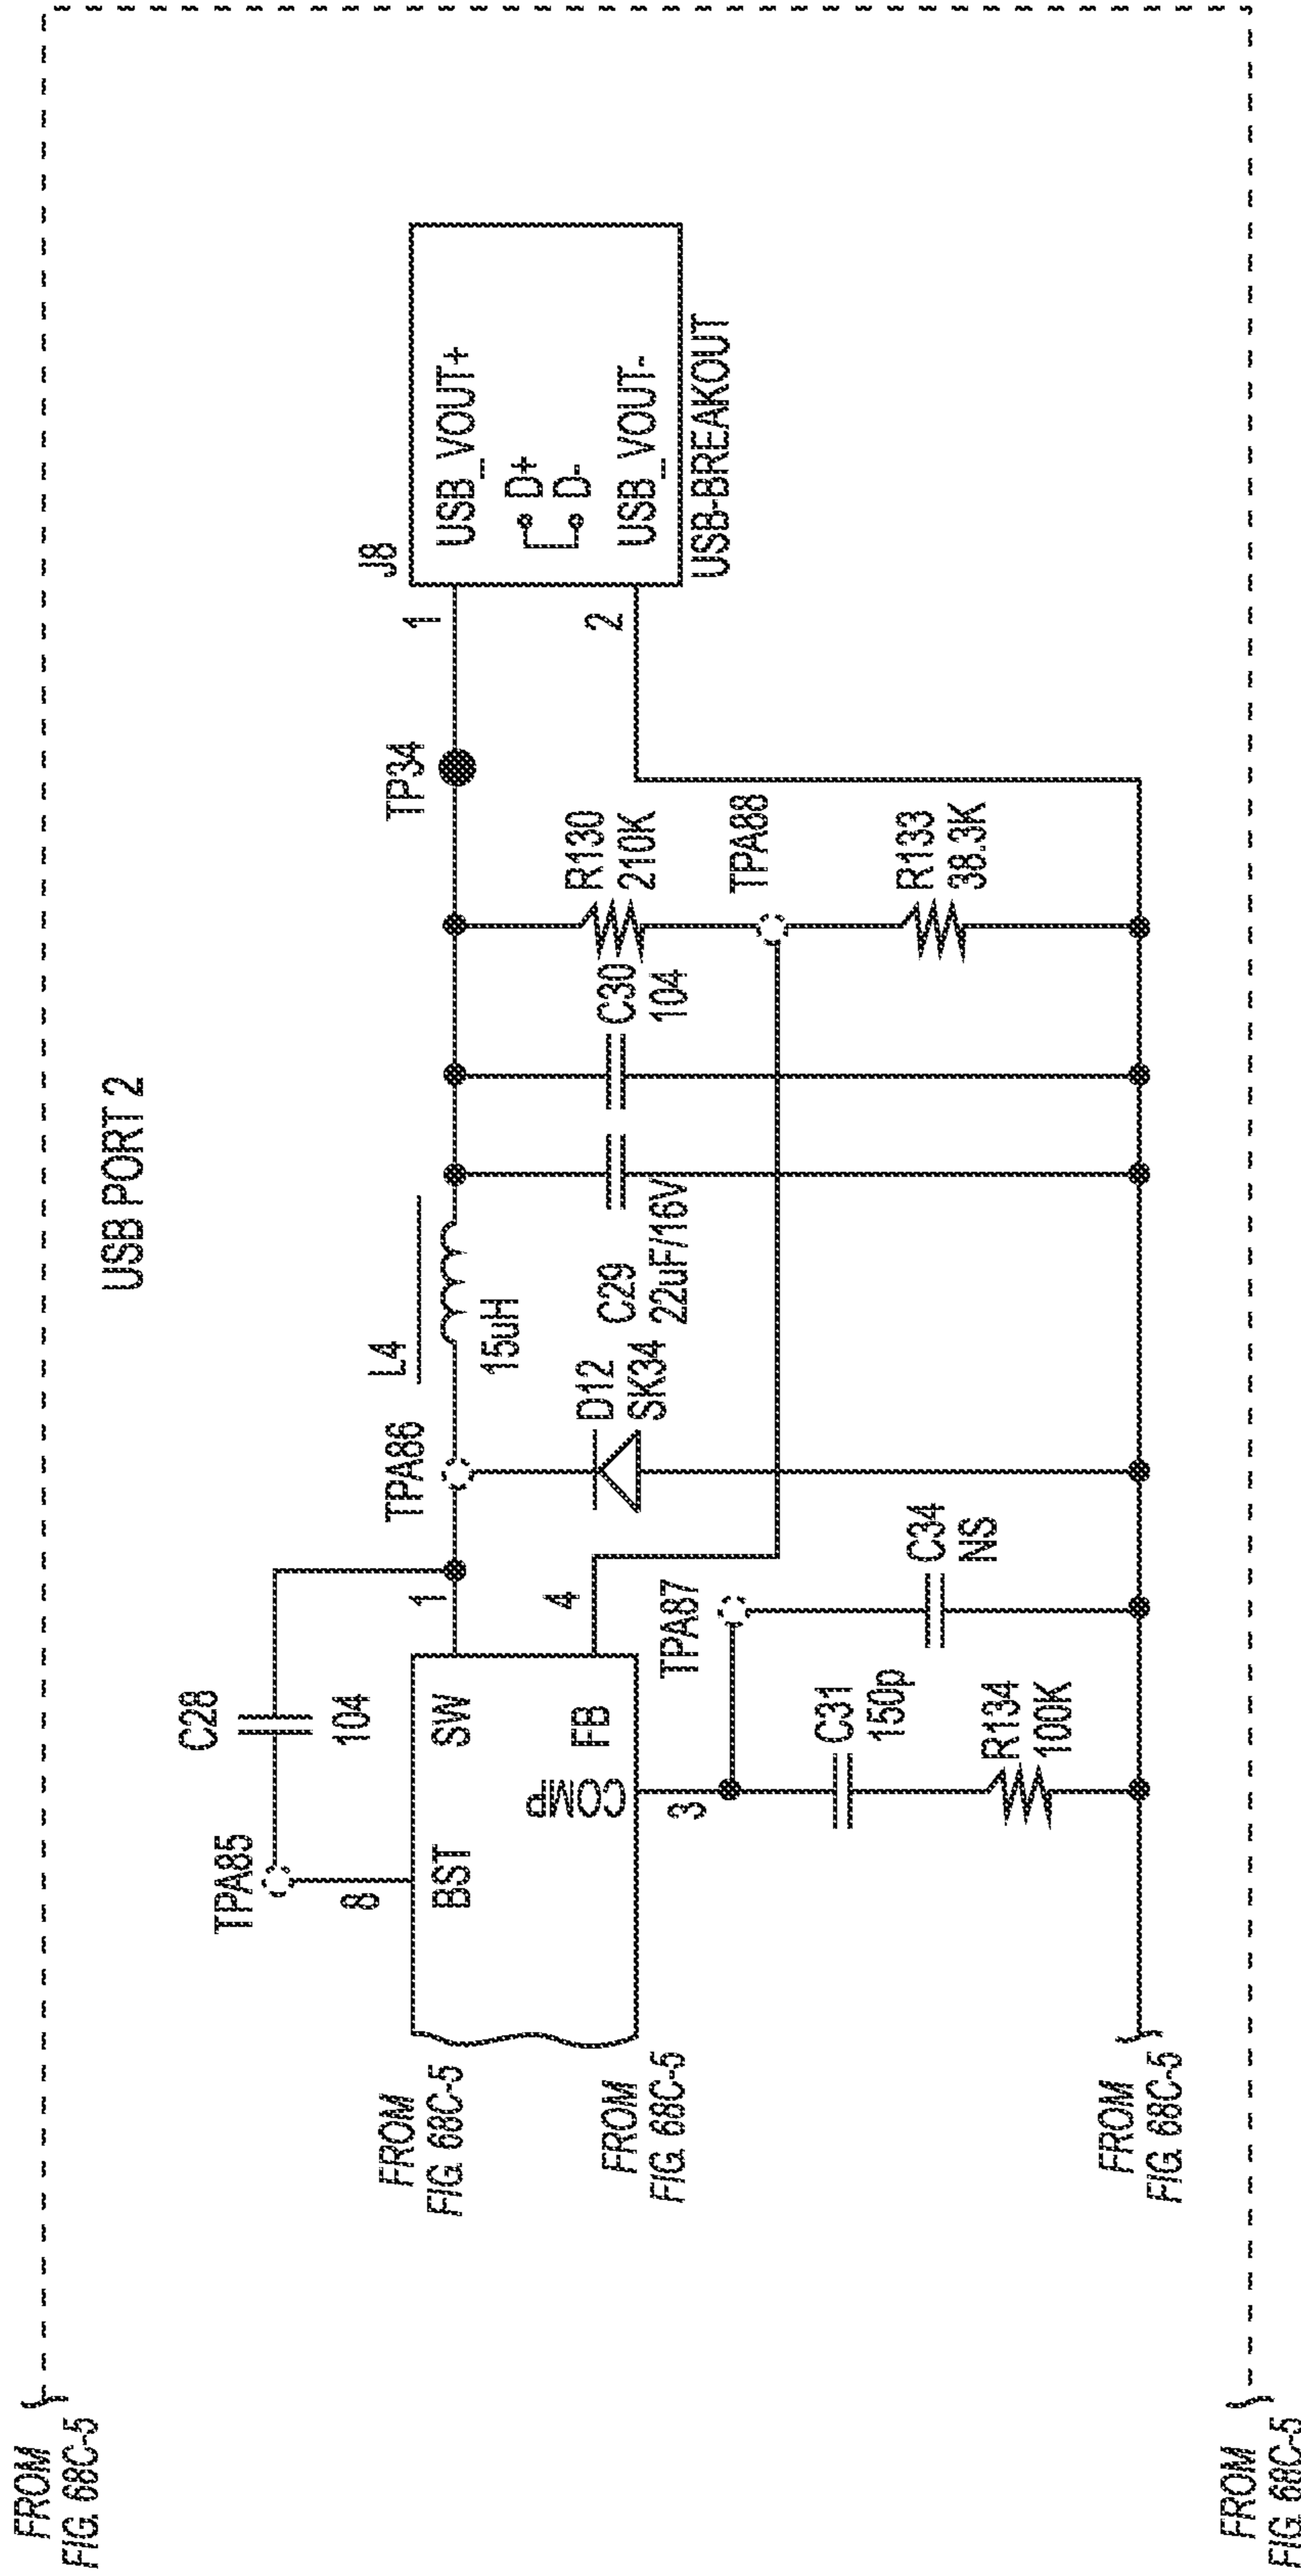 USB PORT 2
FROM
FIG. 68C-5
FROM
FIG. 68C-5
FROM
FIG. 68C-5
FROM
FIG. 68C-5
FROM
FIG. 68C-5
TPA85
8
C28
104
BST
SW
COMP
FB
1
4
3
TPA86
L4
15uH
D12
SK34
C29
22uF/16V
C30
104
R130
210K
TPA88
R133
38.3K
TP34
TPA87
C31
150p
R134
100K
C34
NS
J8
1
2
USB_VOUT+
D+
D-
USB_VOUT-
USB-BREAKOUT